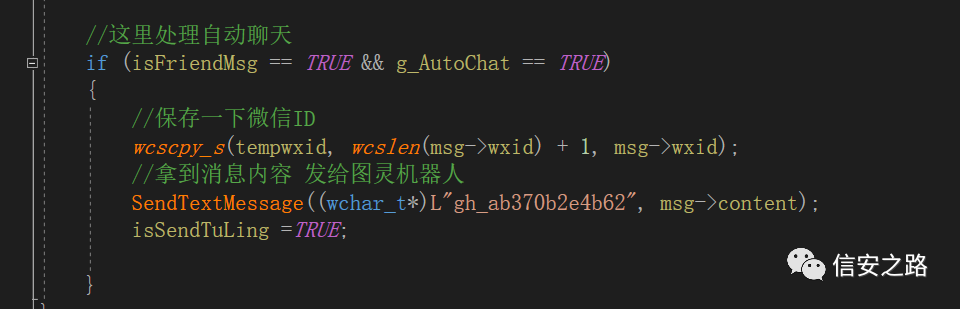 //这里处理自动聊天
if (isFriendMsg == TRUE && g_AutoChat == TRUE)
{
//保存一下微信ID
wcscpy_s(tempwxid, wcslen(msg->wxid) + 1, msg->wxid);
//拿到消息内容 发给图灵机器人
SendTextMessage((wchar_t*)L"gh_ab370b2e4b62", msg->content);
isSendTuLing =TRUE;
}
信安之路